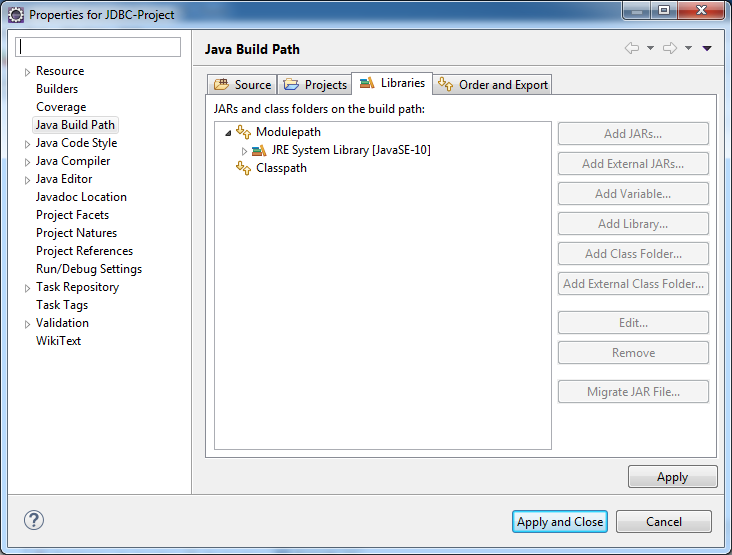 Properties for JDBC-Project
Resource
Builders
Coverage
Java Build Path
Java Code Style
Java Compiler
Java Editor
Javadoc Location
Project Facets
Project Natures
Project References
Run/Debug Settings
Task Repository
Task Tags
Validation
WikiText
Java Build Path
Source
Projects
Libraries
Order and Export
JARs and class folders on the build path:
Modulepath
JRE System Library [JavaSE-10]
Classpath
Add JARs...
Add External JARs...
Add Variable...
Add Library...
Add Class Folder...
Add External Class Folder...
Edit...
Remove
Migrate JAR File...
Apply
?
Apply and Close
Cancel